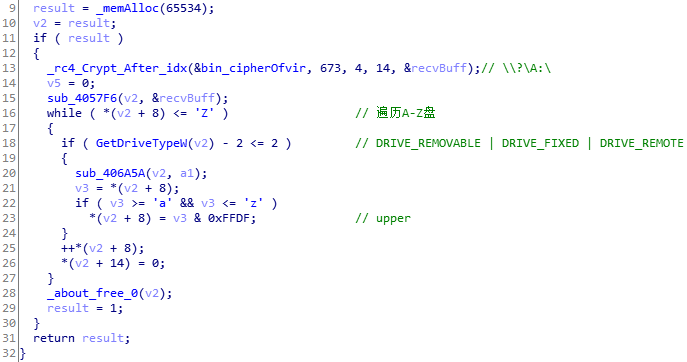 9 result = _memAlloc(65534);
10 v2 = result;
11 if ( result )
12 {
13 _rc4_Crypt_After_idx(&bin_cipherOfvir, 673, 4, 14, &recvBuff);// \\?\A:\
14 v5 = 0;
15 sub_4057F6(v2, &recvBuff);
16 while ( *(v2 + 8) <= 'Z' ) // 遍历A-Z盘
17 {
18 if ( GetDriveTypeW(v2) - 2 <= 2 ) // DRIVE_REMOVABLE | DRIVE_FIXED | DRIVE_REMOTE
19 {
20 sub_406A5A(v2, a1);
21 v3 = *(v2 + 8);
22 if ( v3 >= 'a' && v3 <= 'z' )
23 *(v2 + 8) = v3 & 0xFFDF; // upper
24 }
25 ++*(v2 + 8);
26 *(v2 + 14) = 0;
27 }
28 _about_free_0(v2);
29 result = 1;
30 }
31 return result;
32 }